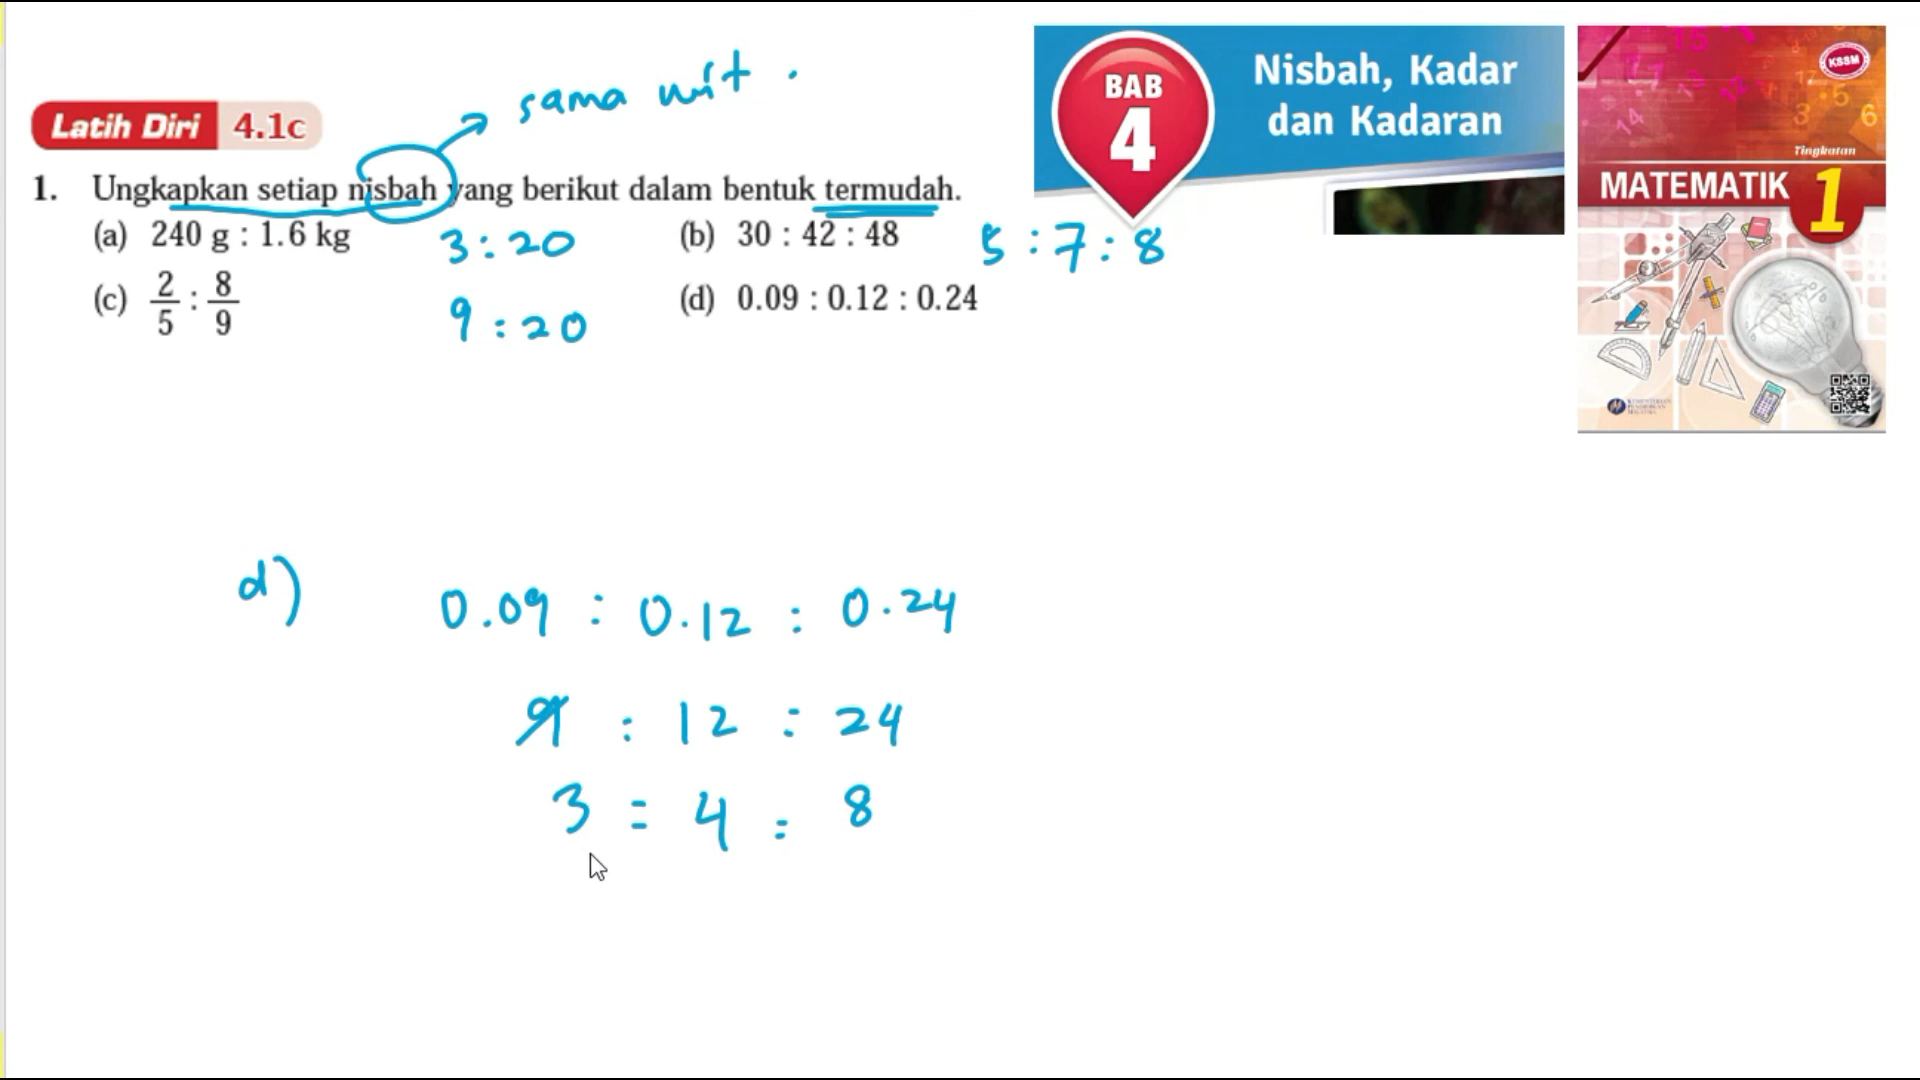 sama unit.
Latih Diri 4.1c
1. Ungkapkan setiap nisbah yang berikut dalam bentuk termudah.
(a) 240 g : 1.6 kg 3:20 (b) 30 : 42 : 48 5:7:8
(c) 2/5 : 8/9 9:20 (d) 0.09 : 0.12 : 0.24
BAB
4
Nisbah, Kadar
dan Kadaran
KSSM
Tingkatan
MATEMATIK 1
d) 0.09 : 0.12 : 0.24
9 : 12 : 24
3 : 4 : 8